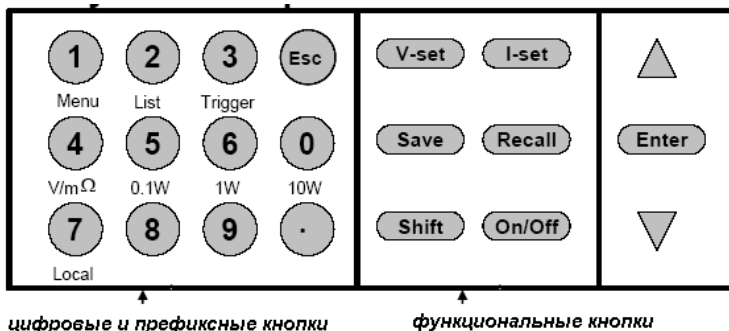 1 2 3 Esc V-set I-set
Menu List Trigger
4 5 6 0 Save Recall Enter
V/mΩ 0.1W 1W 10W
7 8 9 . Shift On/Off
Local
цифровые и префиксные кнопки функциональные кнопки